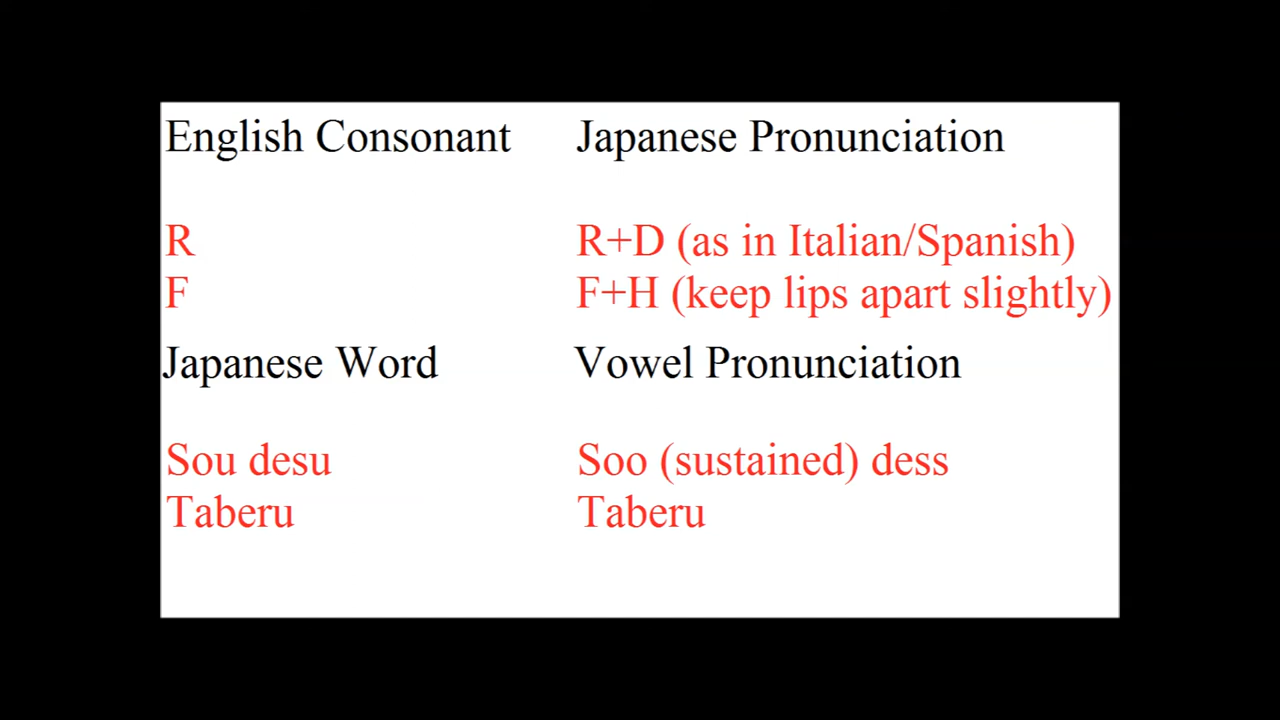 English Consonant Japanese Pronunciation
R R+D (as in Italian/Spanish)
F F+H (keep lips apart slightly)
Japanese Word Vowel Pronunciation
Sou desu Soo (sustained) dess
Taberu Taberu